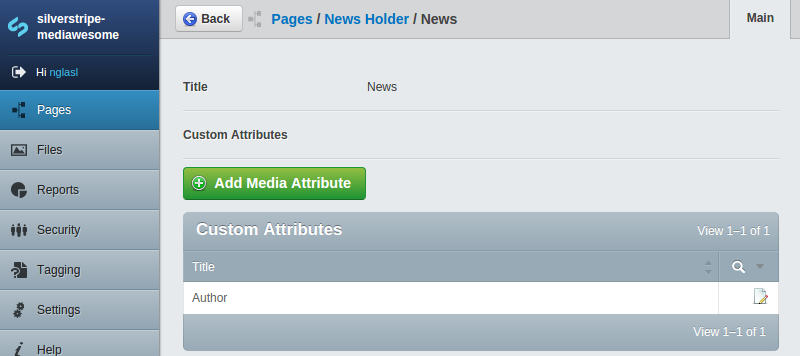 silverstripe-
mediawesome
Hi nglasl
Pages
Files
Reports
Security
Tagging
Settings
Help
Back
Pages / News Holder / News
Main
Title News
Custom Attributes
Add Media Attribute
Custom Attributes View 1–1 of 1
Title
Author
View 1–1 of 1